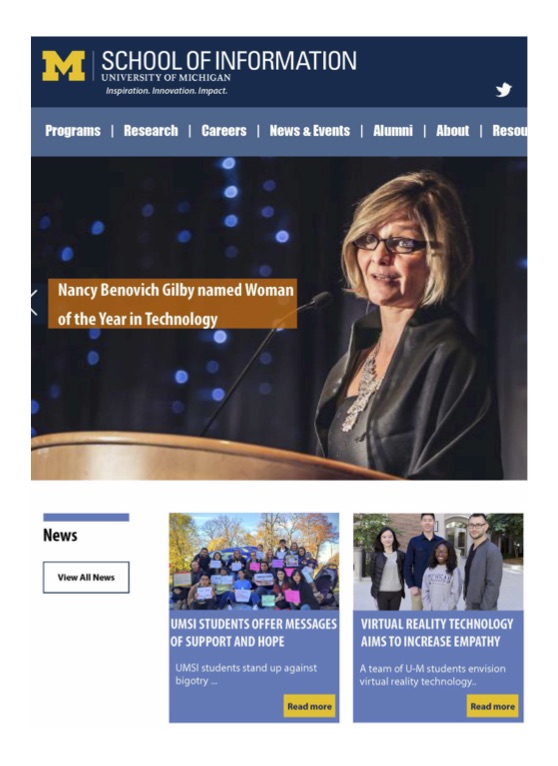 M
SCHOOL OF INFORMATION
UNIVERSITY OF MICHIGAN
Inspiration. Innovation. Impact.
Programs | Research | Careers | News & Events | Alumni | About | Resou
Nancy Benovich Gilby named Woman
of the Year in Technology
News
View All News
UMSI STUDENTS OFFER MESSAGES
OF SUPPORT AND HOPE
UMSI students stand up against
bigotry ...
Read more
VIRTUAL REALITY TECHNOLOGY
AIMS TO INCREASE EMPATHY
A team of U-M students envision
virtual reality technology..
Read more